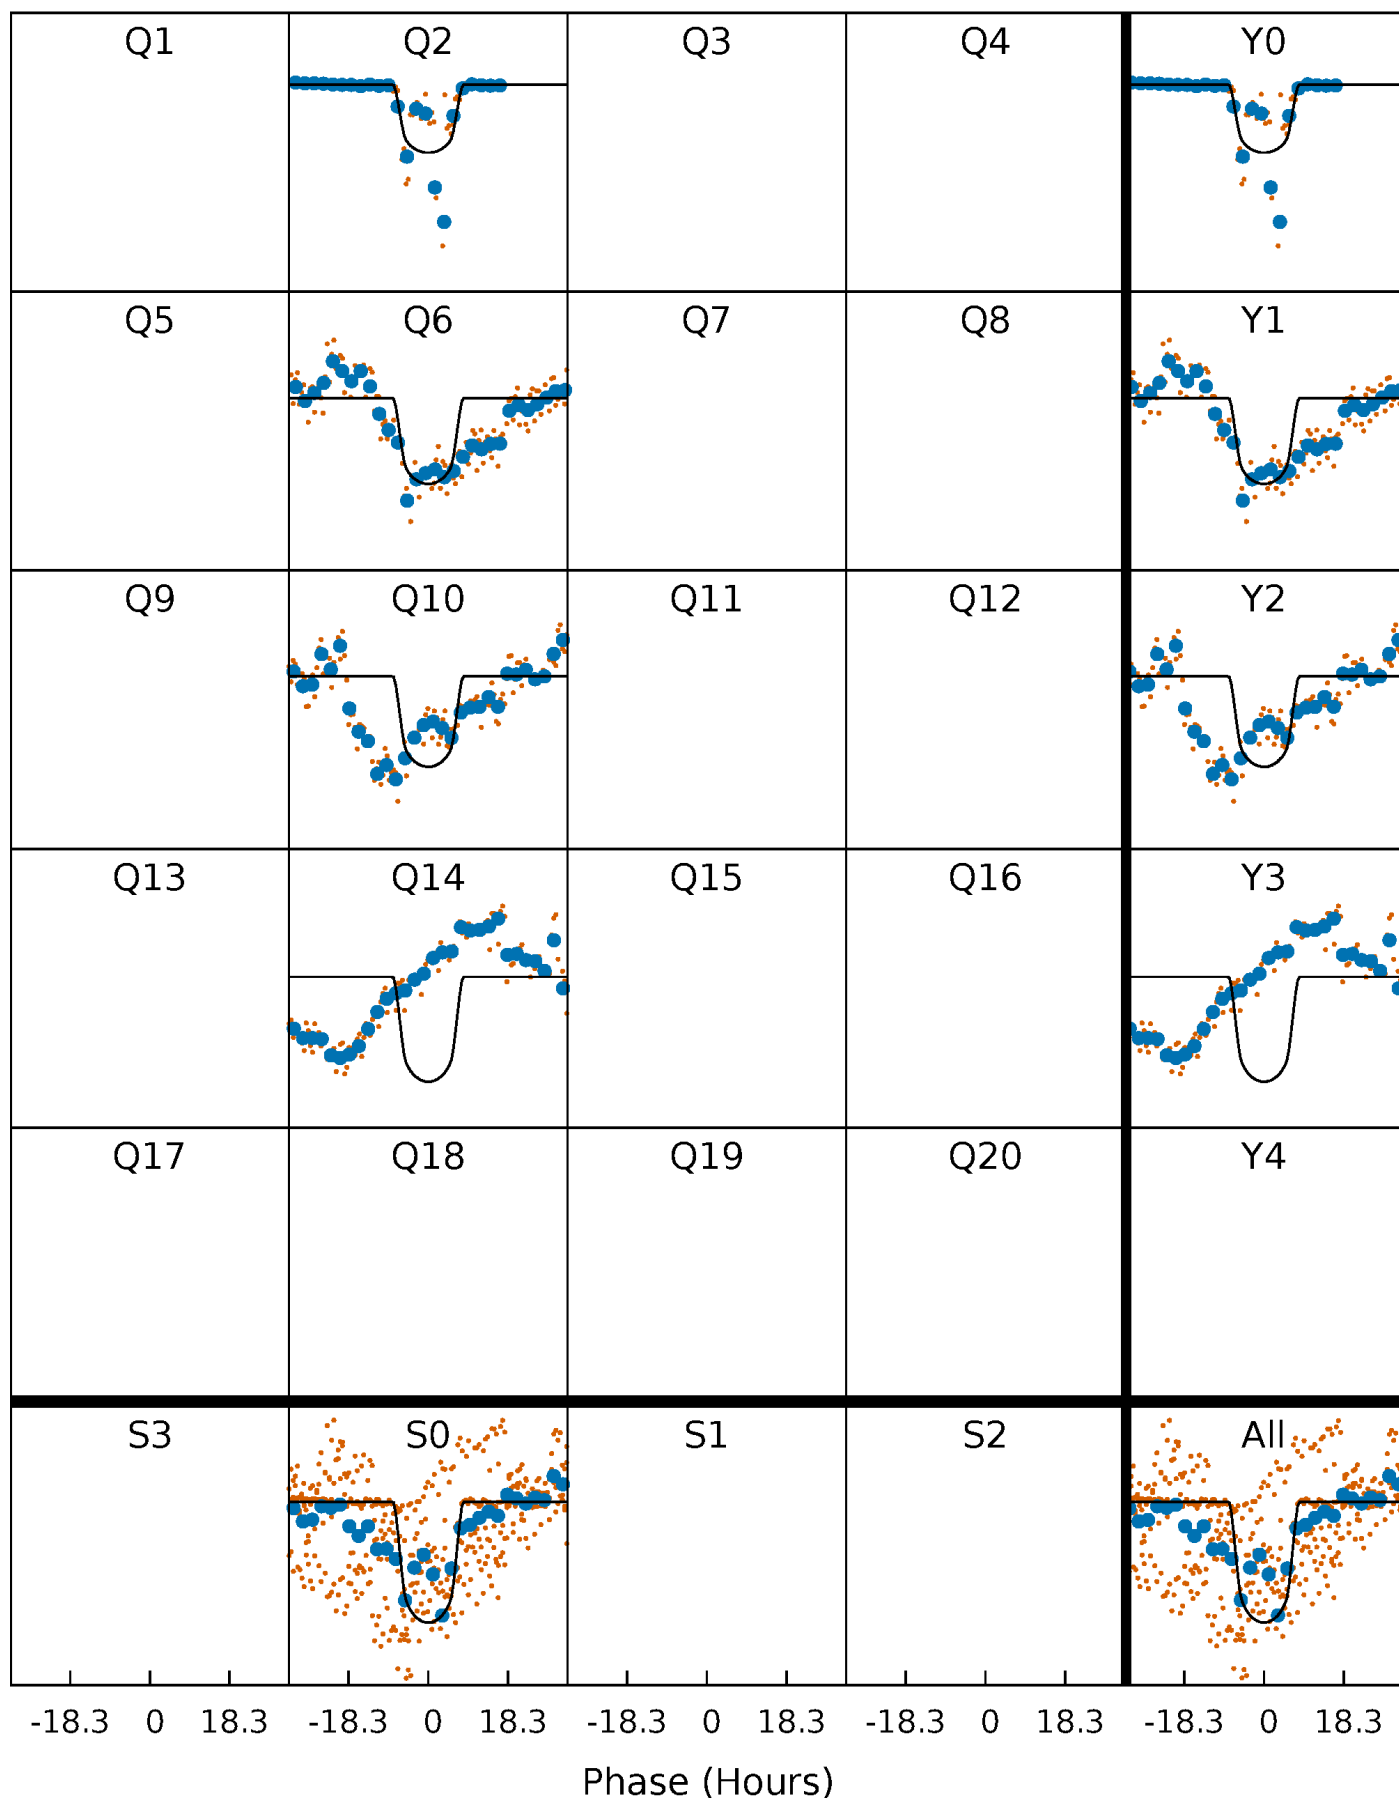 Q1 Q2 Q3 Q4 Y0
Q5 Q6 Q7 Q8 Y1
Q9 Q10 Q11 Q12 Y2
Q13 Q14 Q15 Q16 Y3
Q17 Q18 Q19 Q20 Y4
S3 S0 S1 S2 All
-18.3 0 18.3 -18.3 0 18.3 -18.3 0 18.3 -18.3 0 18.3 -18.3 0 18.3
Phase (Hours)